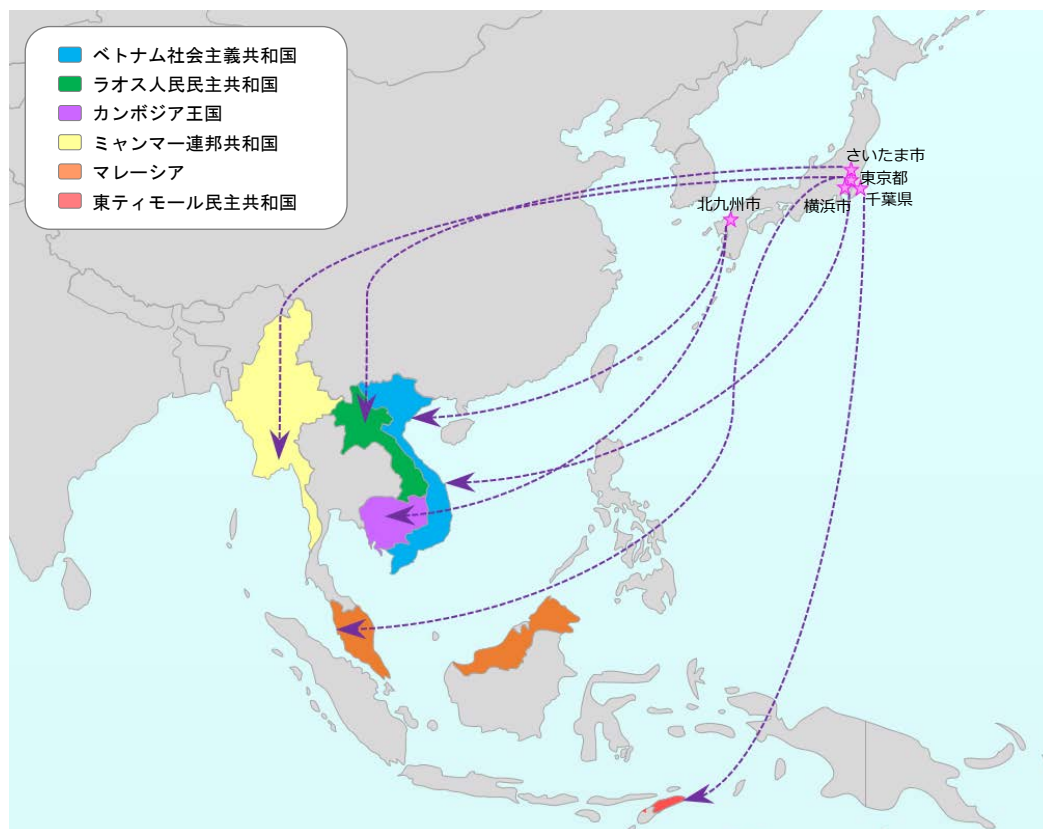 ベトナム社会主義共和国
ラオス人民民主共和国
カンボジア王国
ミャンマー連邦共和国
マレーシア
東ティモール民主共和国
さいたま市
東京都
千葉県
横浜市
北九州市